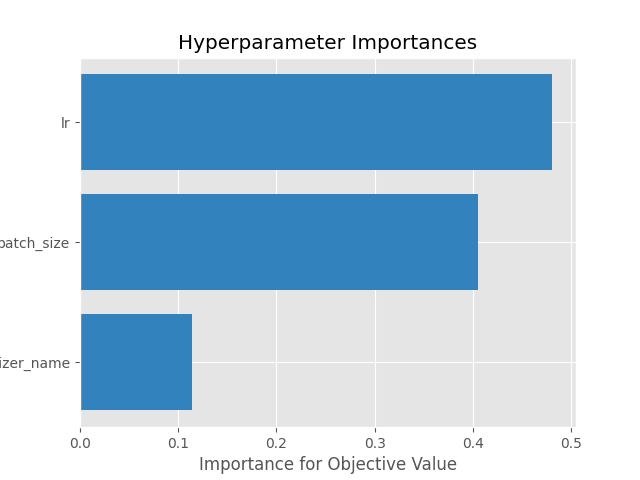 Hyperparameter Importances
lr
batch_size
izer_name
0.0 0.1 0.2 0.3 0.4 0.5
Importance for Objective Value